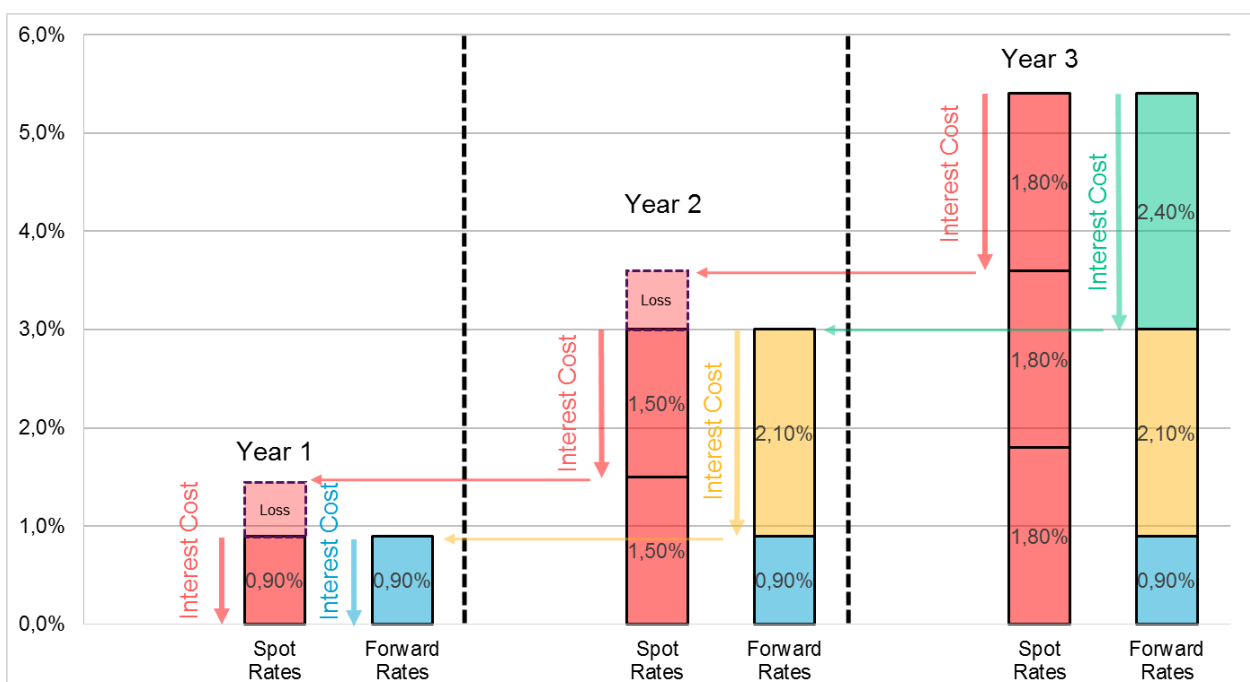 6,0%
5,0%
4,0%
3,0%
2,0%
1,0%
0,0%
Year 1
Interest Cost
Loss
0,90%
Interest Cost
0,90%
Spot
Rates
Forward
Rates
Year 2
Interest Cost
Loss
1,50%
1,50%
Interest Cost
2,10%
0,90%
Spot
Rates
Forward
Rates
Year 3
Interest Cost
1,80%
1,80%
1,80%
Interest Cost
2,40%
2,10%
0,90%
Spot
Rates
Forward
Rates